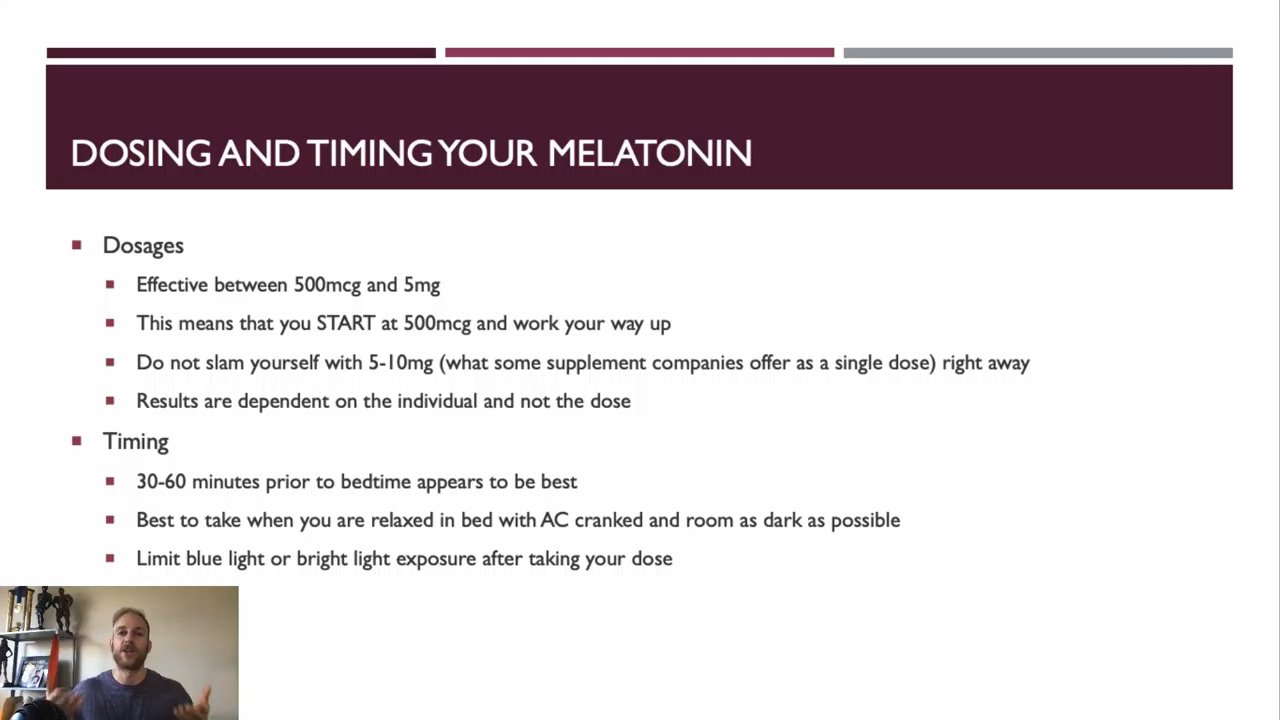 DOSING AND TIMING YOUR MELATONIN
Dosages
Effective between 500mcg and 5mg
This means that you START at 500mcg and work your way up
Do not slam yourself with 5-10mg (what some supplement companies offer as a single dose) right away
Results are dependent on the individual and not the dose
Timing
30-60 minutes prior to bedtime appears to be best
Best to take when you are relaxed in bed with AC cranked and room as dark as possible
Limit blue light or bright light exposure after taking your dose